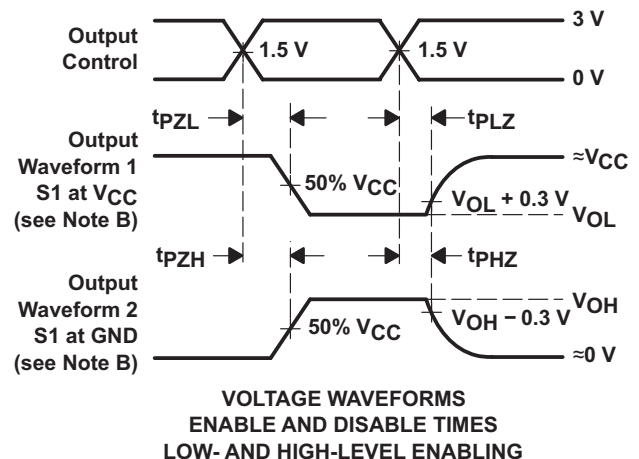 Output
Control
1.5 V
1.5 V
3 V
0 V
tPZL
tPLZ
Output
Waveform 1
S1 at VCC
(see Note B)
50% VCC
VOL + 0.3 V
≈VCC
VOL
tPZH
tPHZ
Output
Waveform 2
S1 at GND
(see Note B)
50% VCC
VOH − 0.3 V
VOH
≈0 V
VOLTAGE WAVEFORMS
ENABLE AND DISABLE TIMES
LOW- AND HIGH-LEVEL ENABLING